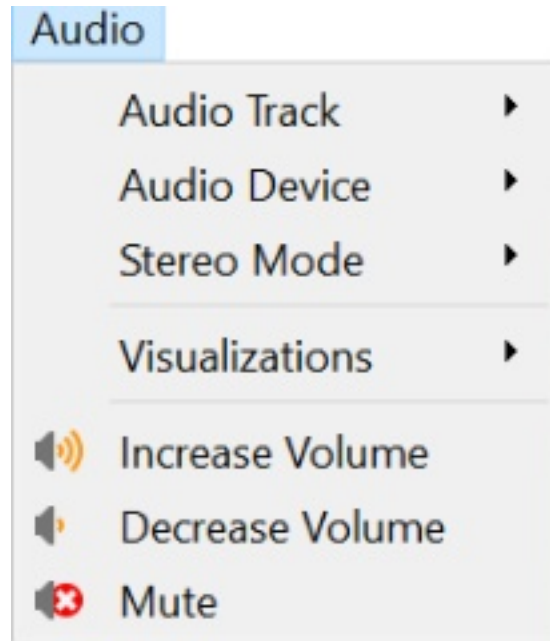 Audio
Audio Track
Audio Device
Stereo Mode
Visualizations
Increase Volume
Decrease Volume
Mute